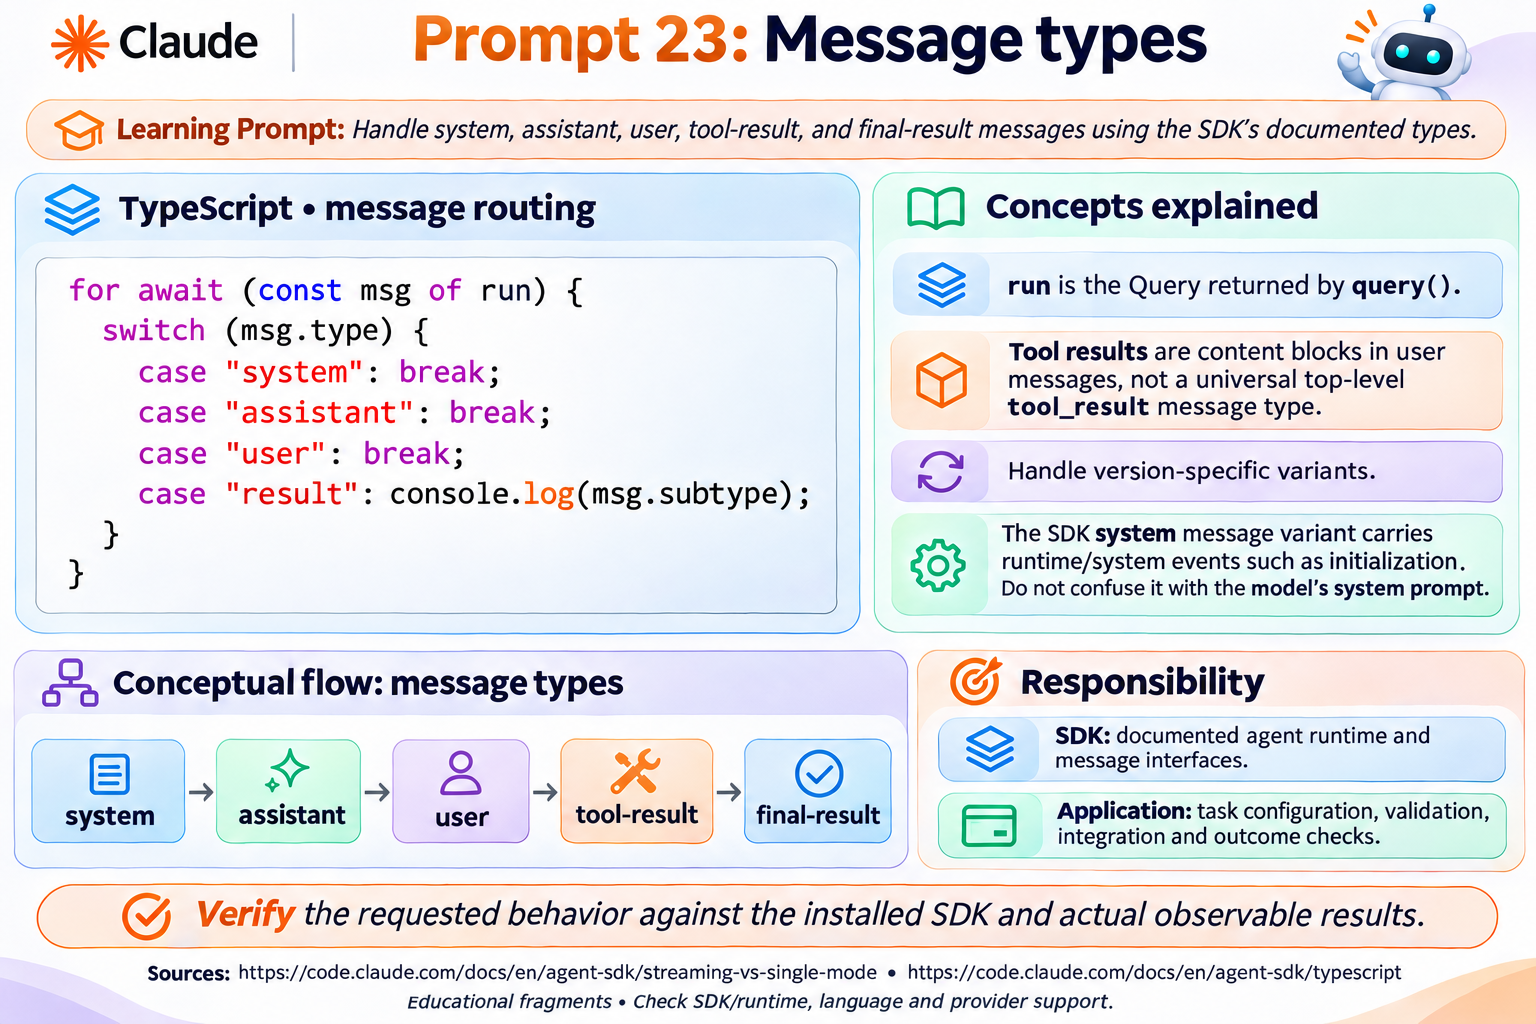 Claude
Prompt 23: Message types
Learning Prompt: Handle system, assistant, user, tool-result, and final-result messages using the SDK's documented types.
TypeScript • message routing
for await (const msg of run) {
  switch (msg.type) {
    case "system": break;
    case "assistant": break;
    case "user": break;
    case "result": console.log(msg.subtype);
  }
}
Concepts explained
run is the Query returned by query().
Tool results are content blocks in user
messages, not a universal top-level
tool_result message type.
Handle version-specific variants.
The SDK system message variant carries
runtime/system events such as initialization.
Do not confuse it with the model's system prompt.
Conceptual flow: message types
system
assistant
user
tool-result
final-result
Responsibility
SDK: documented agent runtime and
message interfaces.
Application: task configuration, validation,
integration and outcome checks.
Verify the requested behavior against the installed SDK and actual observable results.
Sources: https://code.claude.com/docs/en/agent-sdk/streaming-vs-single-mode • https://code.claude.com/docs/en/agent-sdk/typescript
Educational fragments • Check SDK/runtime, language and provider support.